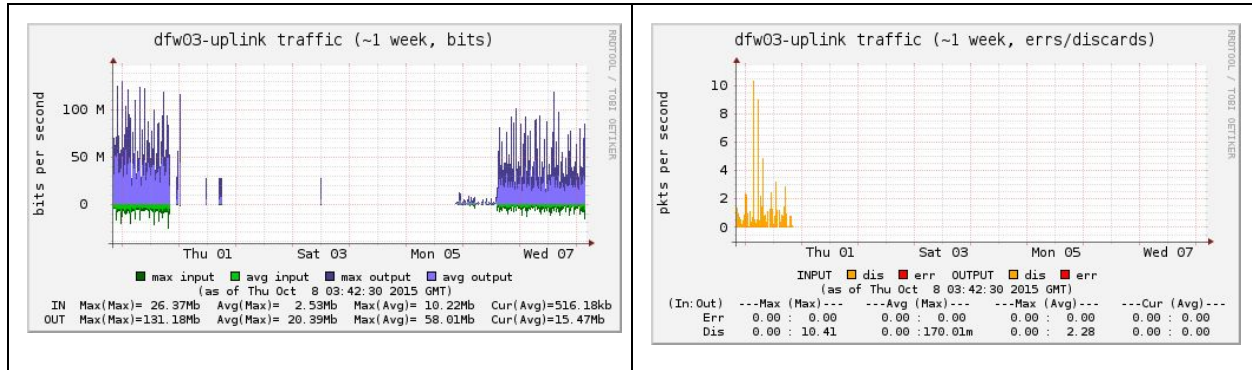 dfw03-uplink traffic (~1 week, bits)
RRDTOOL / TOBI OETIKER
bits per second
100 M
50 M
0
Thu 01 Sat 03 Mon 05 Wed 07
max input avg input max output avg output
(as of Thu Oct 8 03:42:30 2015 GMT)
IN Max(Max)= 26.37Mb Avg(Max)= 2.53Mb Max(Avg)= 10.22Mb Cur(Avg)=516.18kb
OUT Max(Max)=131.18Mb Avg(Max)= 20.39Mb Max(Avg)= 58.01Mb Cur(Avg)=15.47Mb
dfw03-uplink traffic (~1 week, errs/discards)
RRDTOOL / TOBI OETIKER
pkts per second
10
8
6
4
2
0
Thu 01 Sat 03 Mon 05 Wed 07
INPUT dis err OUTPUT dis err
(as of Thu Oct 8 03:42:30 2015 GMT)
(In:Out) ---Max (Max)--- ---Avg (Max)--- ---Max (Avg)--- ---Cur (Avg)---
Err 0.00 : 0.00 0.00 : 0.00 0.00 : 0.00 0.00 : 0.00
Dis 0.00 : 10.41 0.00 :170.01m 0.00 : 2.28 0.00 : 0.00